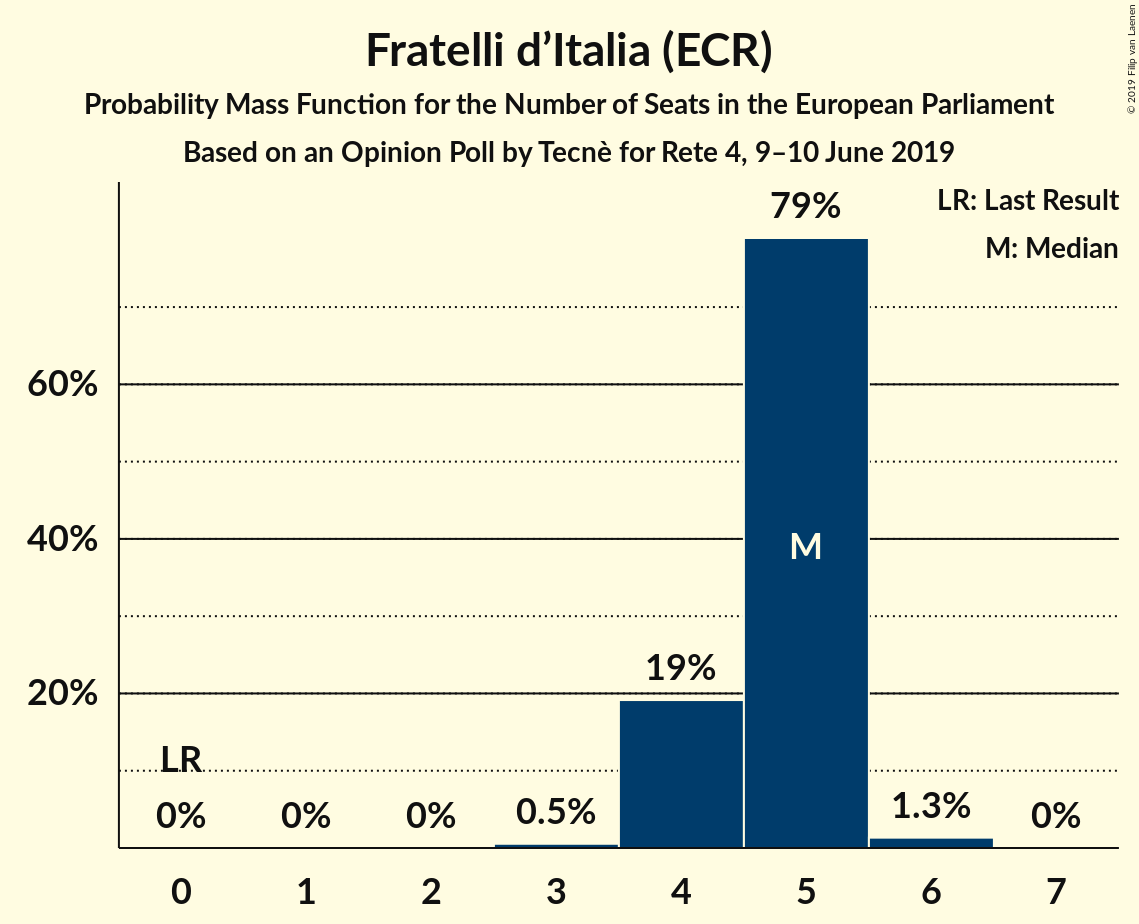 Fratelli d’Italia (ECR)
Probability Mass Function for the Number of Seats in the European Parliament
Based on an Opinion Poll by Tecnè for Rete 4, 9–10 June 2019
© 2019 Filip van Laenen
LR: Last Result
M: Median
79%
60%
40%
M
19%
20%
LR
0%
0%
0%
0.5%
1.3%
0%
0
1
2
3
4
5
6
7